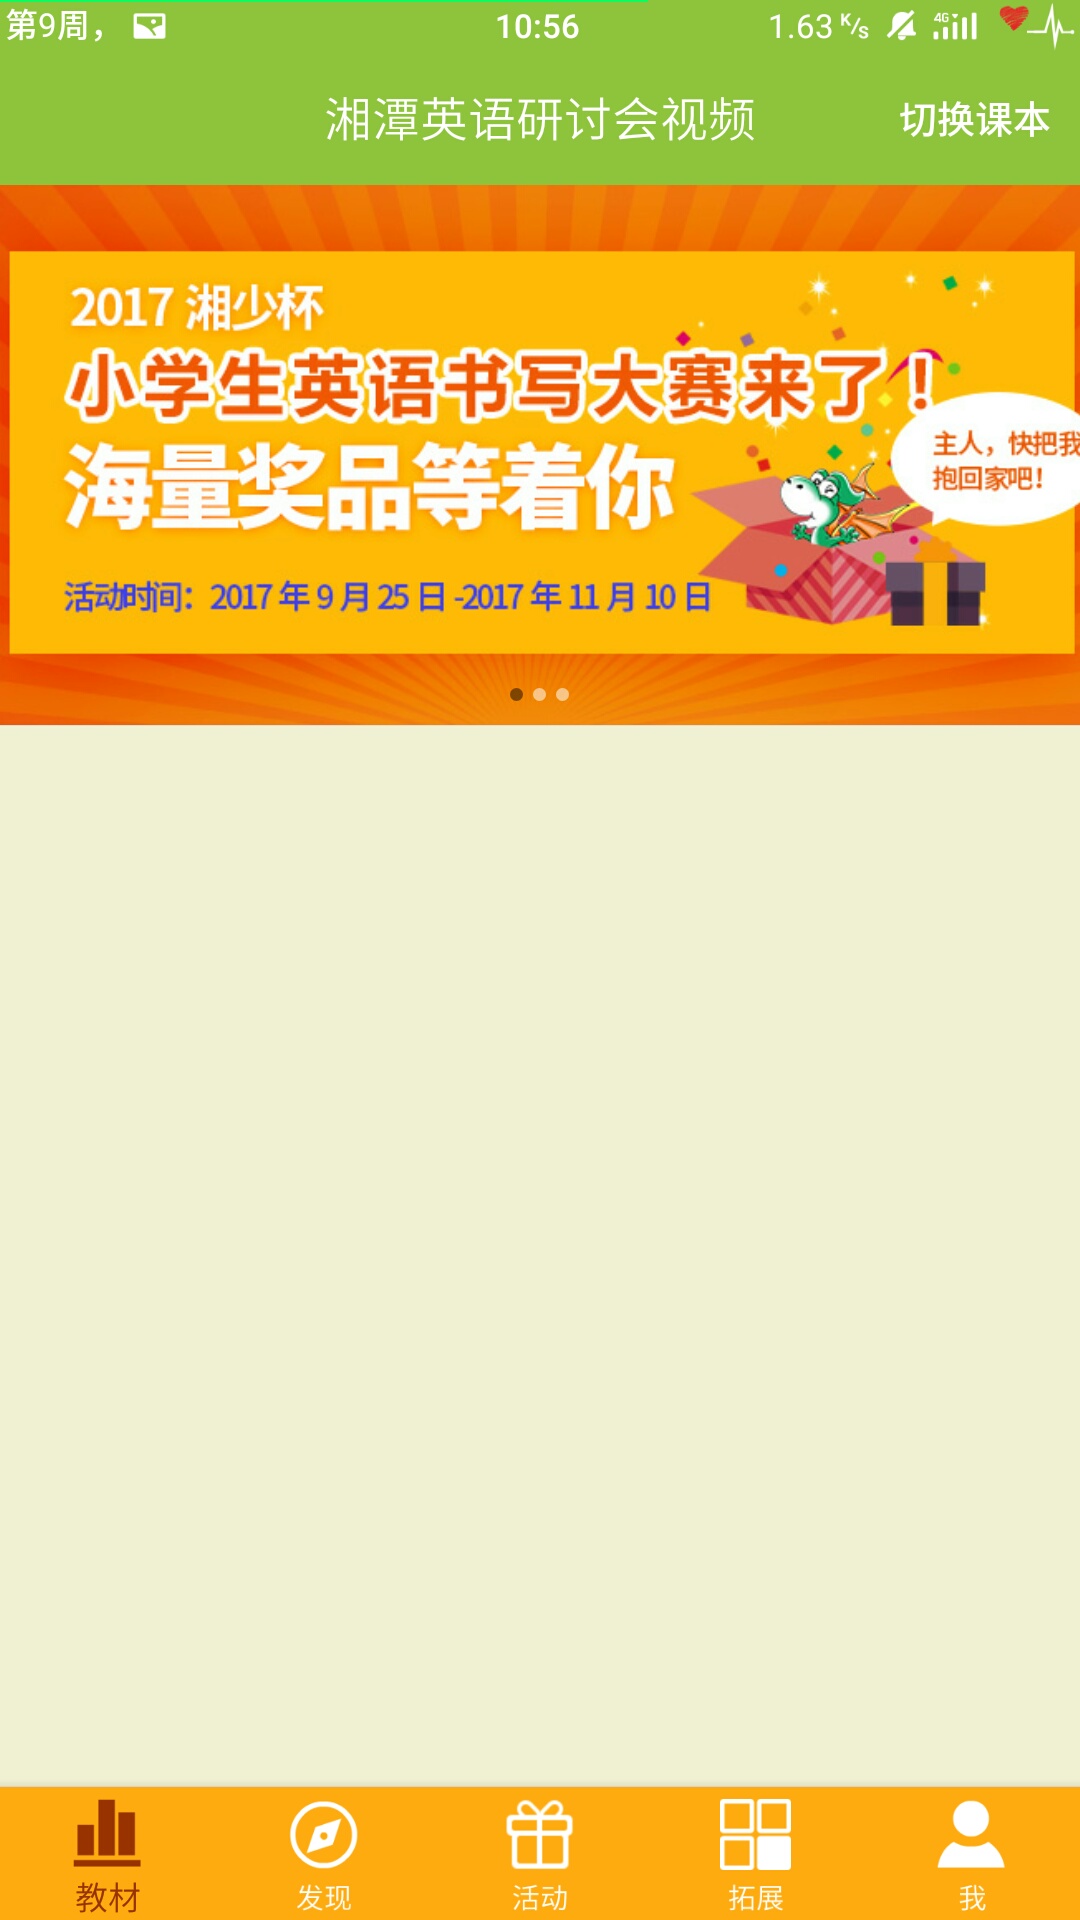 第9周，
10:56
1.63 K/s
4G
湘潭英语研讨会视频
切换课本
2017 湘少杯
小学生英语书写大赛来了！
海量奖品等着你
主人，快把我
抱回家吧！
活动时间：2017 年 9 月 25 日 -2017 年 11 月 10 日
教材
发现
活动
拓展
我